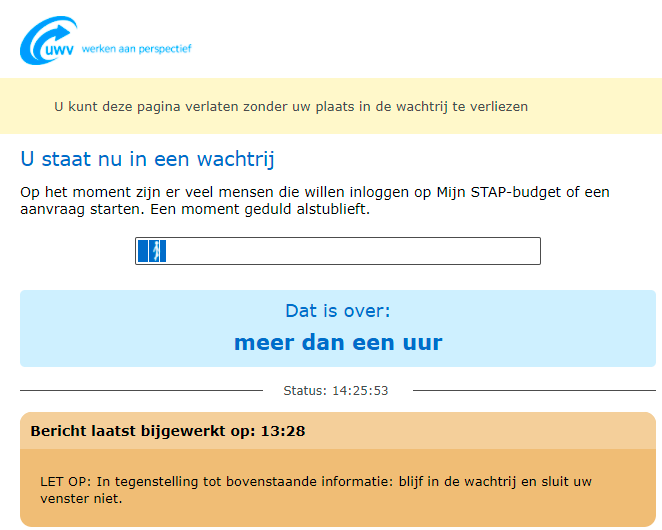 uwv werken aan perspectief
U kunt deze pagina verlaten zonder uw plaats in de wachtrij te verliezen
U staat nu in een wachtrij
Op het moment zijn er veel mensen die willen inloggen op Mijn STAP-budget of een
aanvraag starten. Een moment geduld alstublieft.
Dat is over:
meer dan een uur
Status: 14:25:53
Bericht laatst bijgewerkt op: 13:28
LET OP: In tegenstelling tot bovenstaande informatie: blijf in de wachtrij en sluit uw
venster niet.